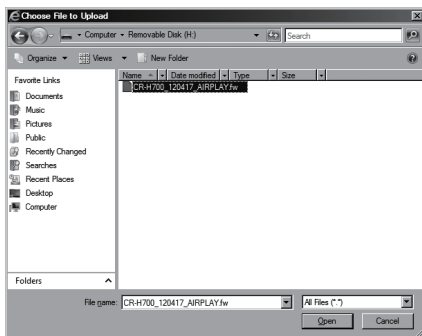 Choose File to Upload
Computer Removable Disk (H:) Search
Organize Views New Folder
Favorite Links
Documents
Music
Pictures
Public
Recently Changed
Searches
Recent Places
Desktop
Computer
Folders
Name Date modified Type Size
CR-H700_120417_AIRPLAY.fw
File name: CR-H700_120417_AIRPLAY.fw All Files (*.*)
Open Cancel